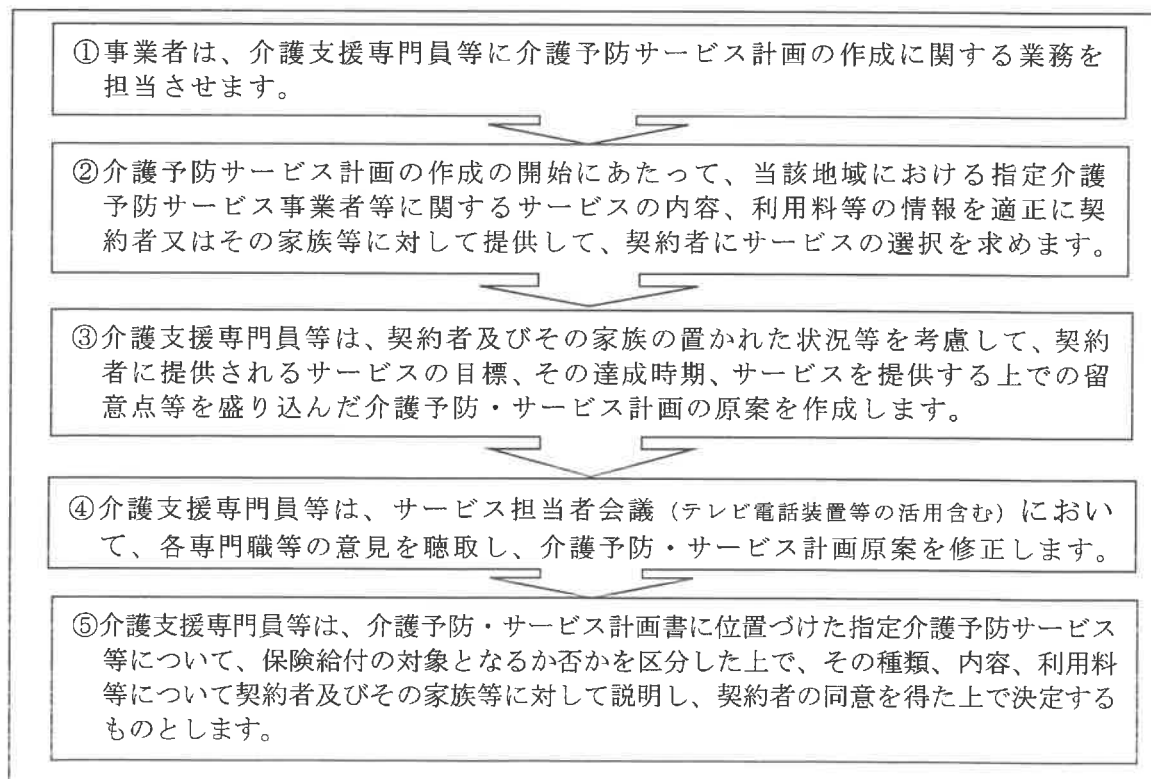 ①事業者は、介護支援専門員等に介護予防サービス計画の作成に関する業務を
担当させます。
②介護予防サービス計画の作成の開始にあたって、当該地域における指定介護
予防サービス事業者等に関するサービスの内容、利用料等の情報を適正に契
約者又はその家族等に対して提供して、契約者にサービスの選択を求めます。
③介護支援専門員等は、契約者及びその家族の置かれた状況等を考慮して、契約
者に提供されるサービスの目標、その達成時期、サービスを提供する上での留
意点等を盛り込んだ介護予防・サービス計画の原案を作成します。
④介護支援専門員等は、サービス担当者会議（テレビ電話装置等の活用含む）におい
て、各専門職等の意見を聴取し、介護予防・サービス計画原案を修正します。
⑤介護支援専門員等は、介護予防・サービス計画書に位置づけた指定介護予防サービス
等について、保険給付の対象となるか否かを区分した上で、その種類、内容、利用料
等について契約者及びその家族等に対して説明し、契約者の同意を得た上で決定する
ものとします。